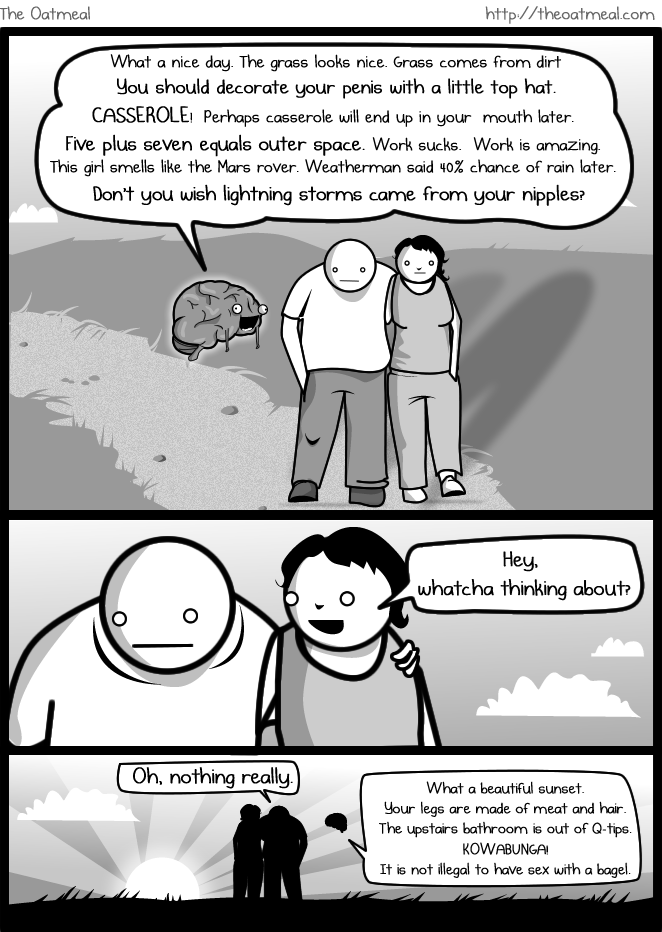 The Oatmeal
http://theoatmeal.com
What a nice day. The grass looks nice. Grass comes from dirt
You should decorate your penis with a little top hat.
CASSEROLE! Perhaps casserole will end up in your mouth later.
Five plus seven equals outer space. Work sucks. Work is amazing.
This girl smells like the Mars rover. Weatherman said 40% chance of rain later.
Don't you wish lightning storms came from your nipples?
Hey,
whatcha thinking about?
Oh, nothing really.
What a beautiful sunset.
Your legs are made of meat and hair.
The upstairs bathroom is out of Q-tips.
KOWABUNGA!
It is not illegal to have sex with a bagel.